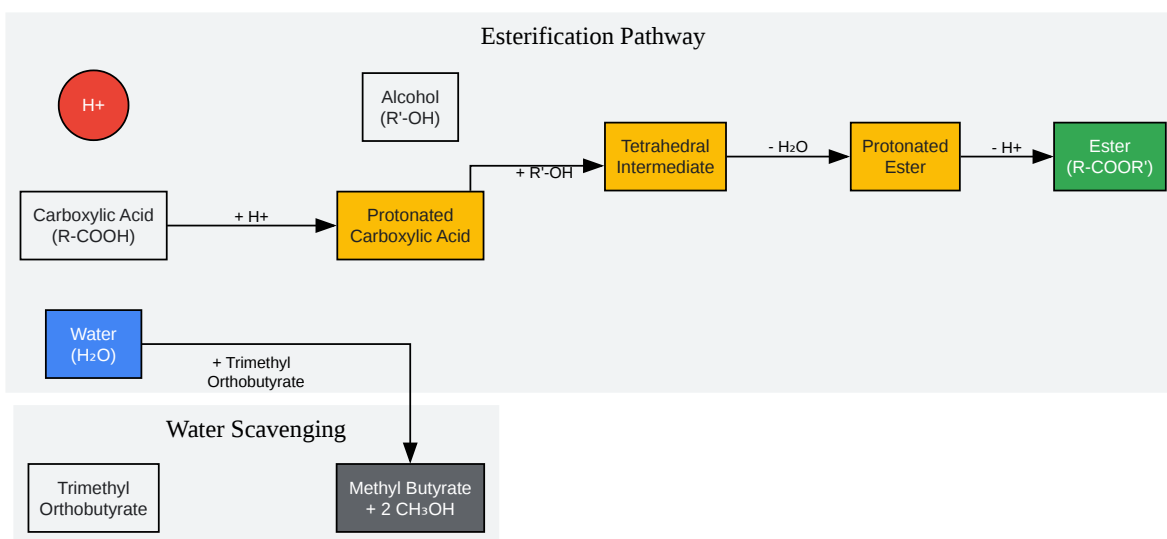 Esterification Pathway
H+
Alcohol
(R'-OH)
Tetrahedral
Intermediate
- H₂O
Protonated
Ester
- H+
Ester
(R-COOR')
+ R'-OH
Carboxylic Acid
(R-COOH)
+ H+
Protonated
Carboxylic Acid
Water
(H₂O)
+ Trimethyl
Orthobutyrate
Water Scavenging
Trimethyl
Orthobutyrate
Methyl Butyrate
+ 2 CH₃OH